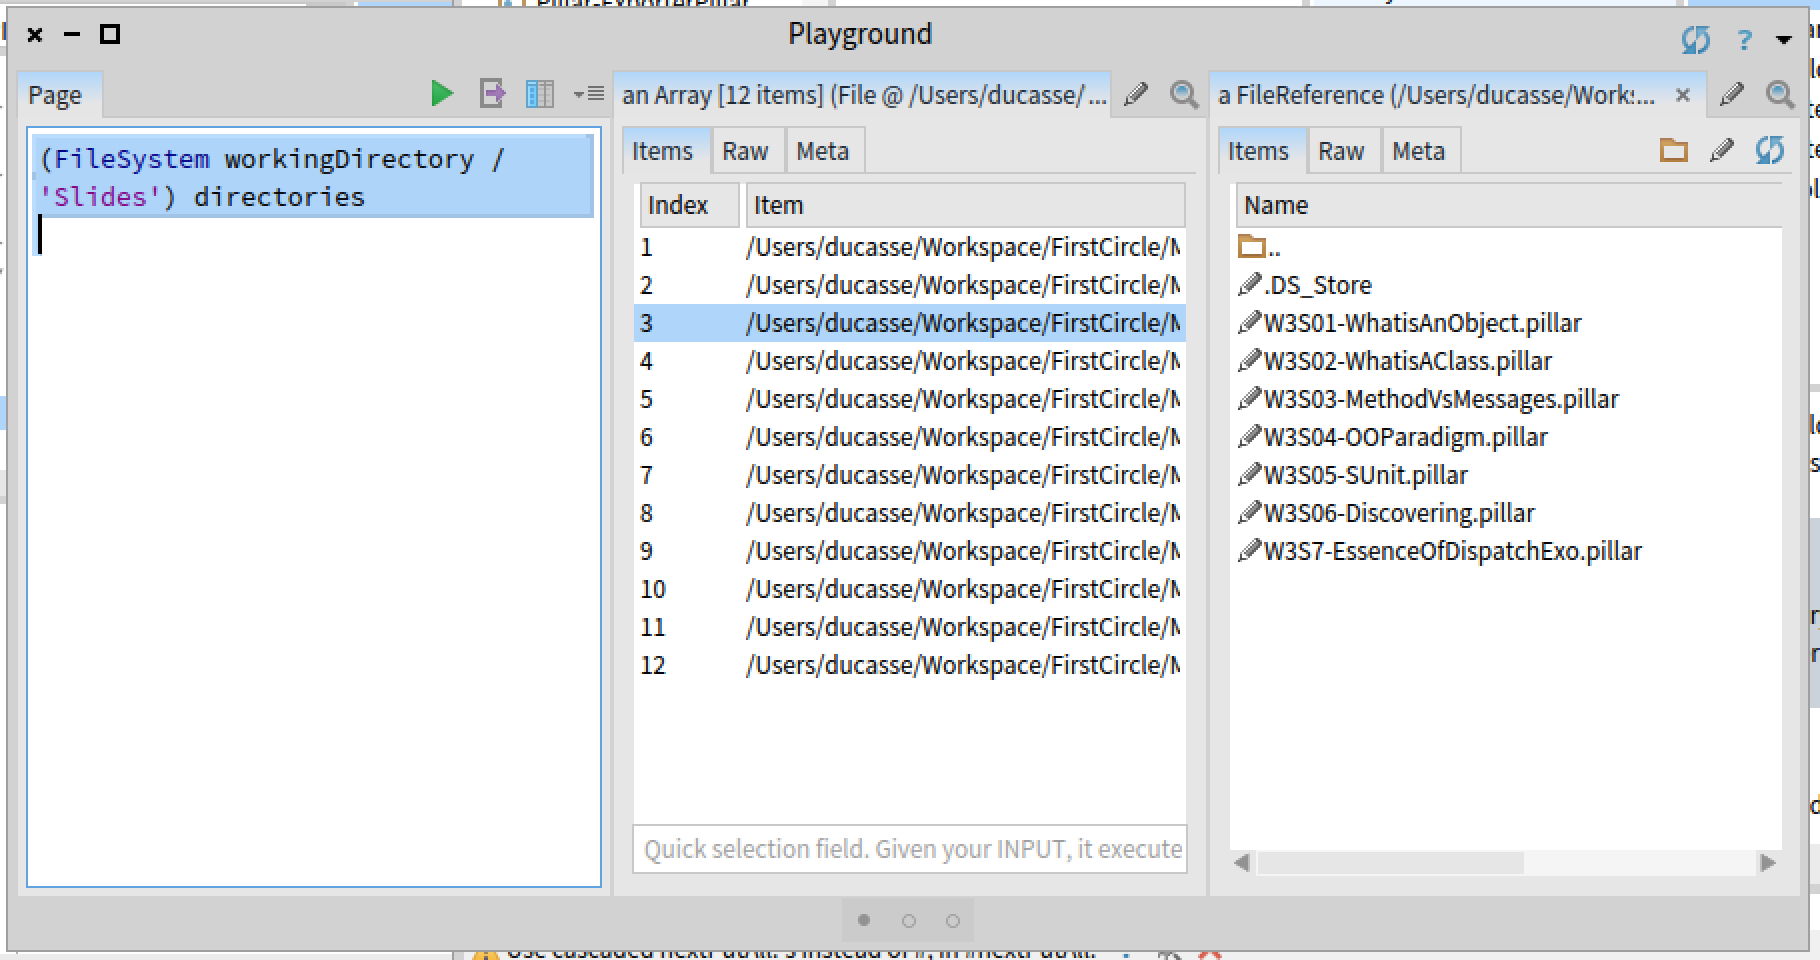 Playground
?
Page
an Array [12 items] (File @ /Users/ducasse/ ...
a FileReference (/Users/ducasse/Works:...
(FileSystem workingDirectory /
'Slides') directories
Items Raw Meta
Index Item
1 /Users/ducasse/Workspace/FirstCircle/M
2 /Users/ducasse/Workspace/FirstCircle/M
3 /Users/ducasse/Workspace/FirstCircle/M
4 /Users/ducasse/Workspace/FirstCircle/M
5 /Users/ducasse/Workspace/FirstCircle/M
6 /Users/ducasse/Workspace/FirstCircle/M
7 /Users/ducasse/Workspace/FirstCircle/M
8 /Users/ducasse/Workspace/FirstCircle/M
9 /Users/ducasse/Workspace/FirstCircle/M
10 /Users/ducasse/Workspace/FirstCircle/M
11 /Users/ducasse/Workspace/FirstCircle/M
12 /Users/ducasse/Workspace/FirstCircle/M
Quick selection field. Given your INPUT, it execute
Items Raw Meta
Name
..
.DS_Store
W3S01-WhatisAnObject.pillar
W3S02-WhatisAClass.pillar
W3S03-MethodVsMessages.pillar
W3S04-OOParadigm.pillar
W3S05-SUnit.pillar
W3S06-Discovering.pillar
W3S7-EssenceOfDispatchExo.pillar